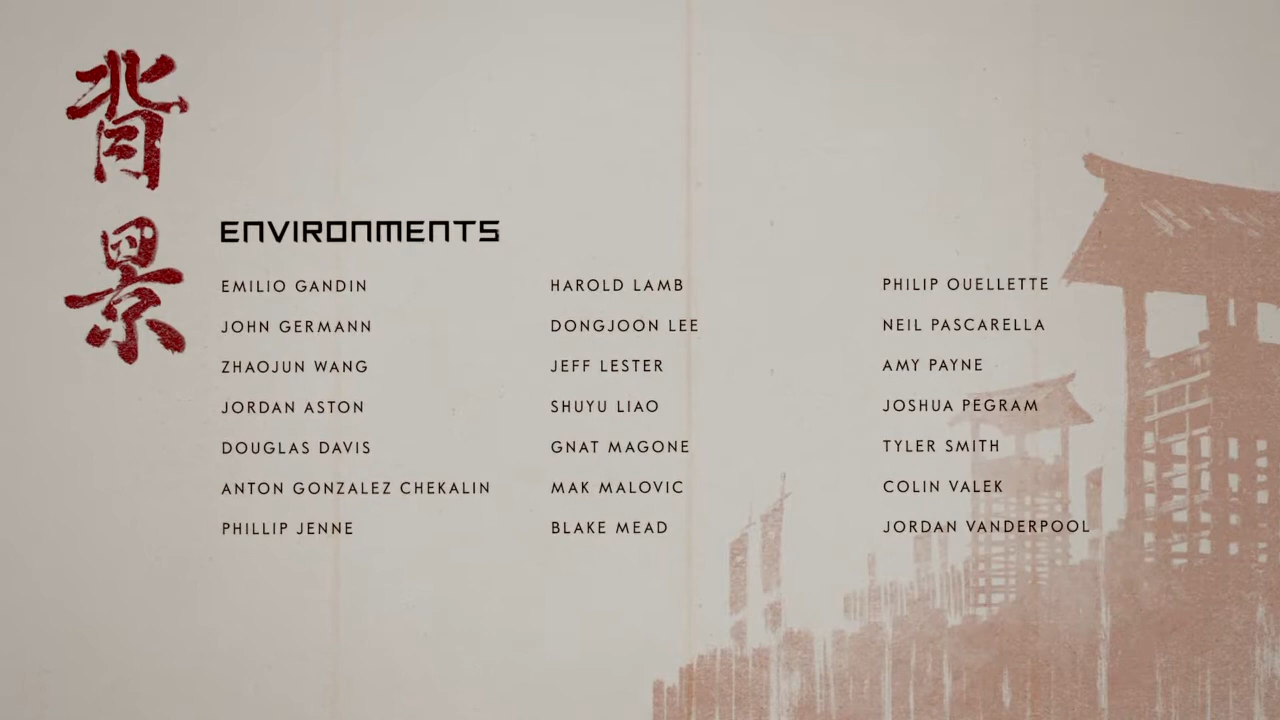 背景
ENVIRONMENTS
EMILIO GANDIN
JOHN GERMANN
ZHAOJUN WANG
JORDAN ASTON
DOUGLAS DAVIS
ANTON GONZALEZ CHEKALIN
PHILLIP JENNE
HAROLD LAMB
DONGJOON LEE
JEFF LESTER
SHUYU LIAO
GNAT MAGONE
MAK MALOVIC
BLAKE MEAD
PHILIP OUELLETTE
NEIL PASCARELLA
AMY PAYNE
JOSHUA PEGRAM
TYLER SMITH
COLIN VALEK
JORDAN VANDERPOOL